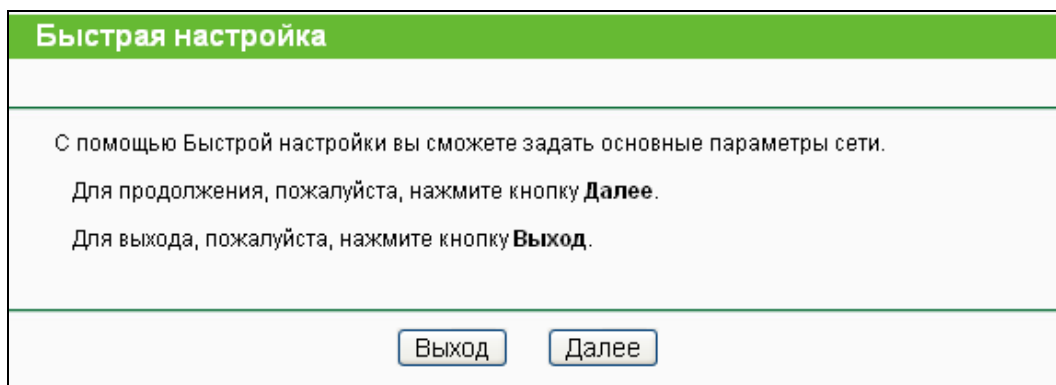 Быстрая настройка
С помощью Быстрой настройки вы сможете задать основные параметры сети.
Для продолжения, пожалуйста, нажмите кнопку Далее.
Для выхода, пожалуйста, нажмите кнопку Выход.
Выход Далее